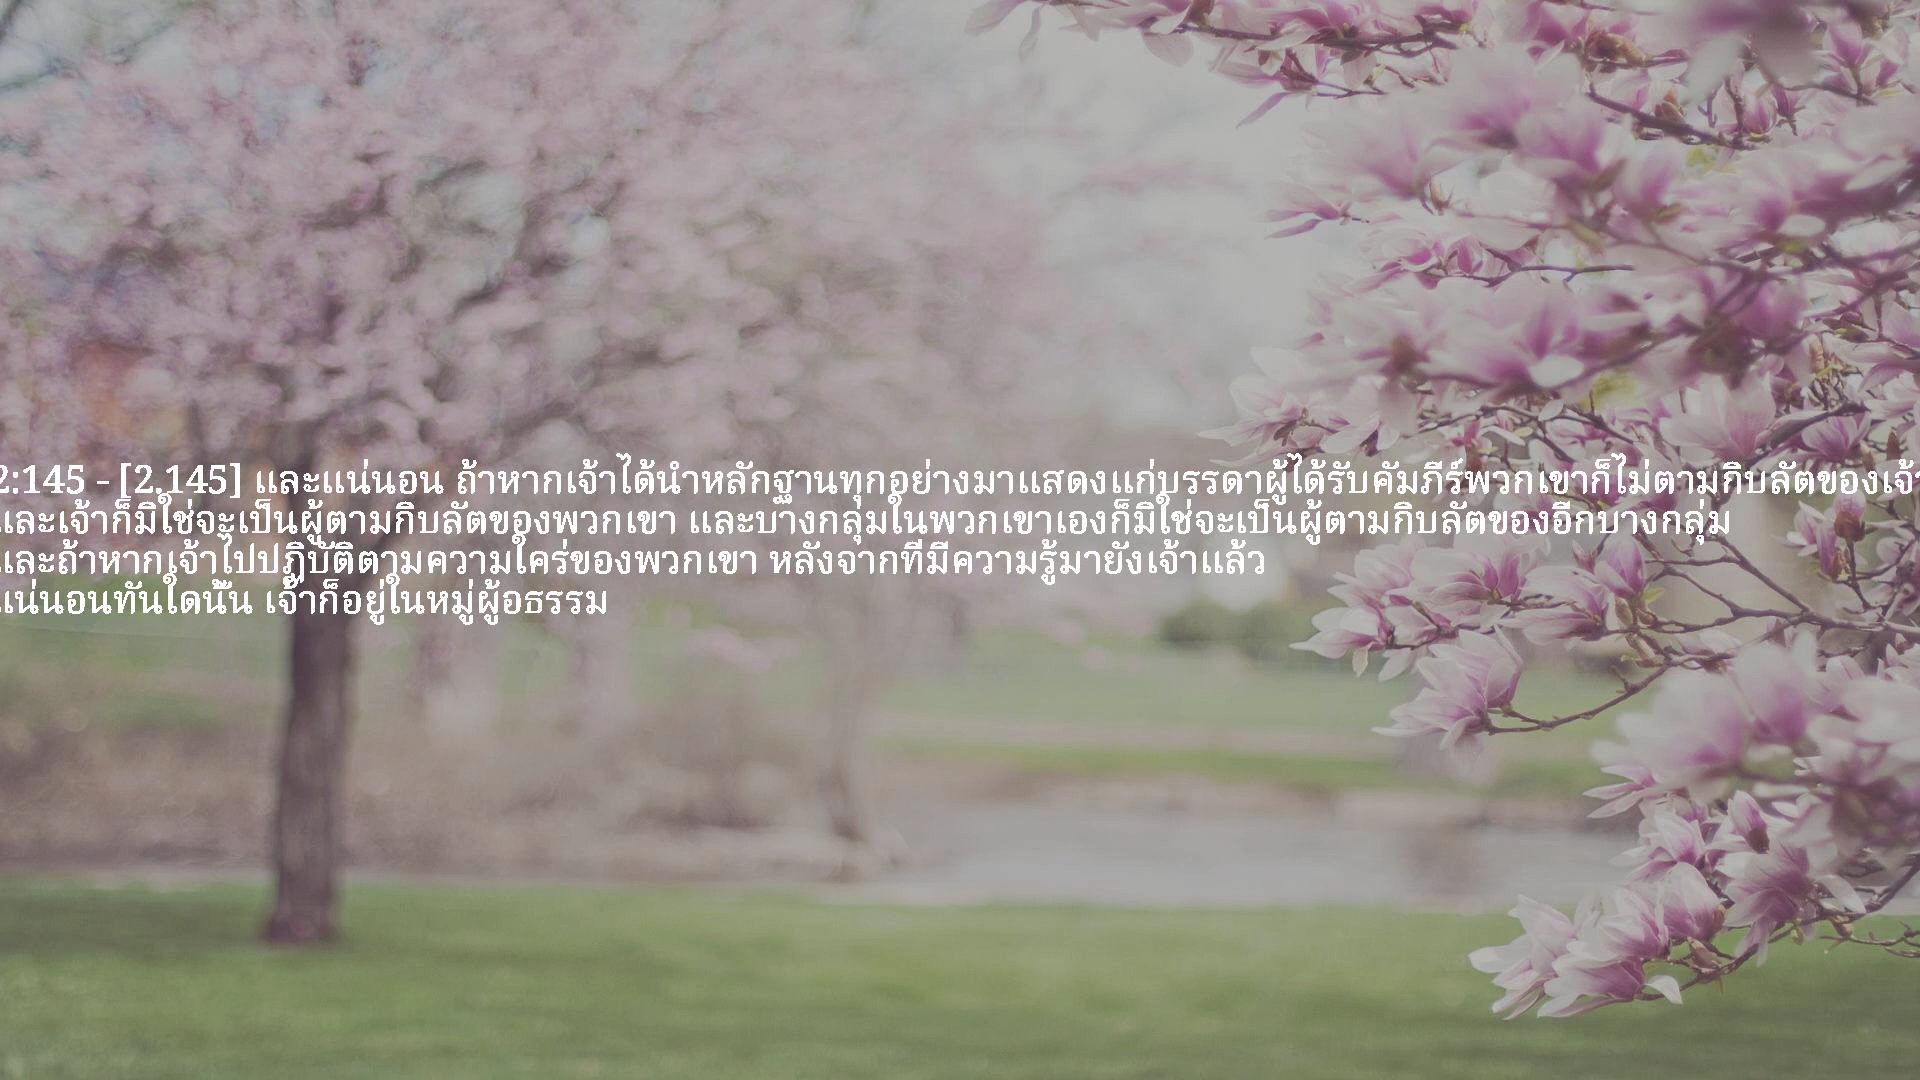 2:145 - [2.145] และแน่นอน ถ้าหากเจ้าได้นำหลักฐานทุกอย่างมาแสดงแก่บรรดาผู้ได้รับคัมภีร์พวกเขาก็ไม่ตามกิบลัตของเจ้า
และเจ้าก็มิใช่จะเป็นผู้ตามกิบลัตของพวกเขา และบางกลุ่มในพวกเขาเองก็มิใช่จะเป็นผู้ตามกิบลัตของอีกบางกลุ่ม
และถ้าหากเจ้าไปปฏิบัติตามความใคร่ของพวกเขา หลังจากที่มีความรู้มายังเจ้าแล้ว
แน่นอนทันใดนั้น เจ้าก็อยู่ในหมู่ผู้อธรรม